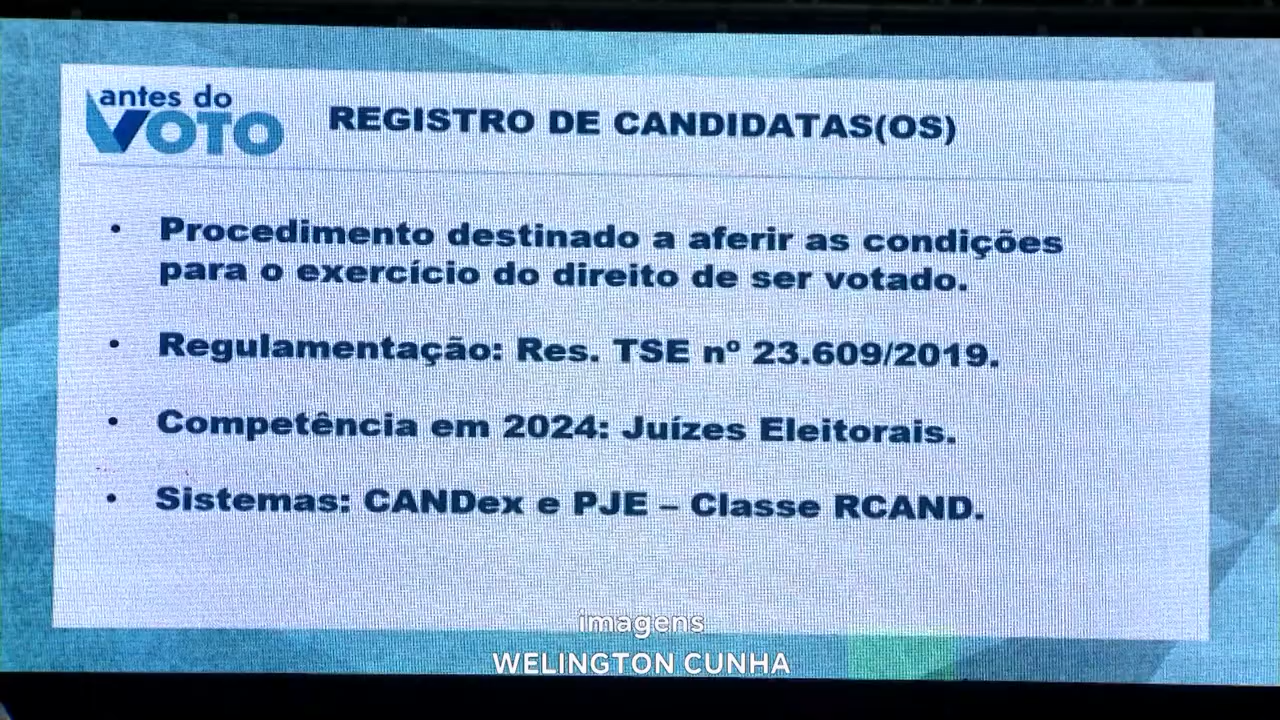 antes do
VOTO
REGISTRO DE CANDIDATAS(OS)
• Procedimento destinado a aferir as condições
para o exercício do direito de ser votado.
• Regulamentação: Res. TSE nº 23.609/2019.
• Competência em 2024: Juízes Eleitorais.
• Sistemas: CANDex e PJE – Classe RCAND.
imagens
WELINGTON CUNHA